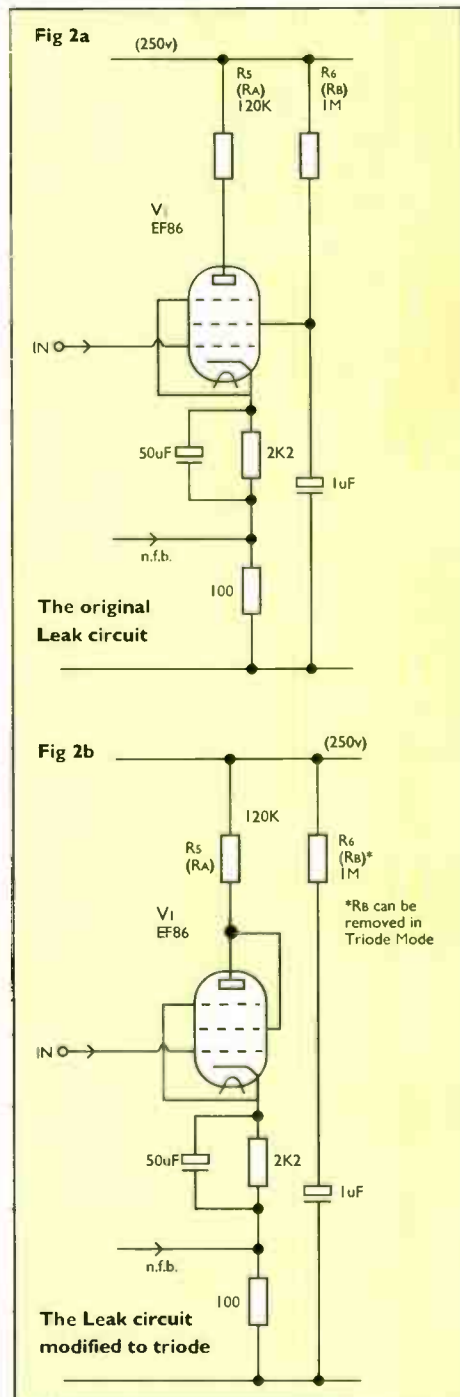 Fig 2a
(250v)
R5
(RA)
120K
R6
(RB)
1M
V1
EF86
IN
50uF
2K2
1uF
n.f.b.
100
The original
Leak circuit
Fig 2b
(250v)
120K
R5
(RA)
R6
(RB)*
1M
*RB can be
removed in
Triode Mode
V1
EF86
IN
50uF
2K2
1uF
n.f.b.
100
The Leak circuit
modified to triode